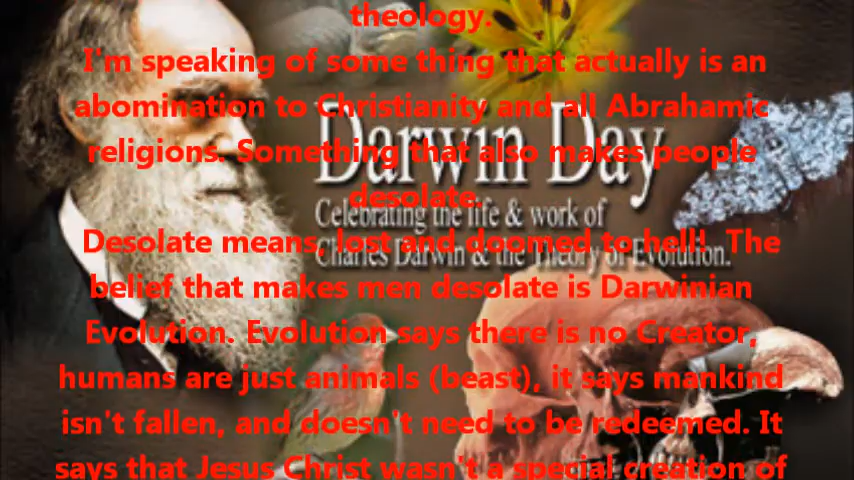 theology.
I'm speaking of some thing that actually is an
abomination to Christianity and all Abrahamic
religions. Something that also makes people
desolate.
Desolate means, lost and doomed to hell! The
belief that makes men desolate is Darwinian
Evolution. Evolution says there is no Creator,
humans are just animals (beast), it says mankind
isn't fallen, and doesn't need to be redeemed. It
says that Jesus Christ wasn't a special creation of
Darwin Day
Celebrating the life & work of
Charles Darwin & the Theory of Evolution.